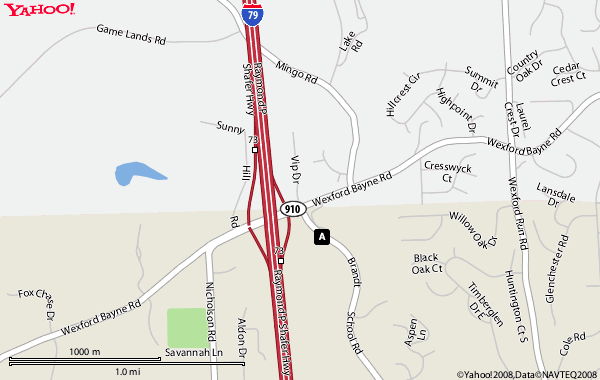 YAHOO!
79
Game Lands Rd
Raymond P
Shafer Hwy
Mingo Rd
Lake
Rd
Hillcrest Cir
Summit
Dr
Country
Oak Dr
Cedar
Crest Ct
Highpoint Dr
Laurel
Crest Dr
Sunny
Hill
Rd
73
Vip Dr
Wexford Bayne Rd
Cresswyck
Ct
Wexford Bayne Rd
Wexford Run Rd
Lansdale
Dr
910
A
Willow Oak
Dr
Black
Oak Ct
Glenchester Rd
73
Brandt
School Rd
Timberglen
Dr E
Huntington Ct S
Fox Chase
Dr
Wexford Bayne Rd
Nicholson Rd
Aldon Dr
Raymond P Shafer Hwy
Aspen
Ln
Cole Rd
Savannah Ln
1000 m
1.0 mi
©Yahoo!2008,Data©NAVTEQ2008